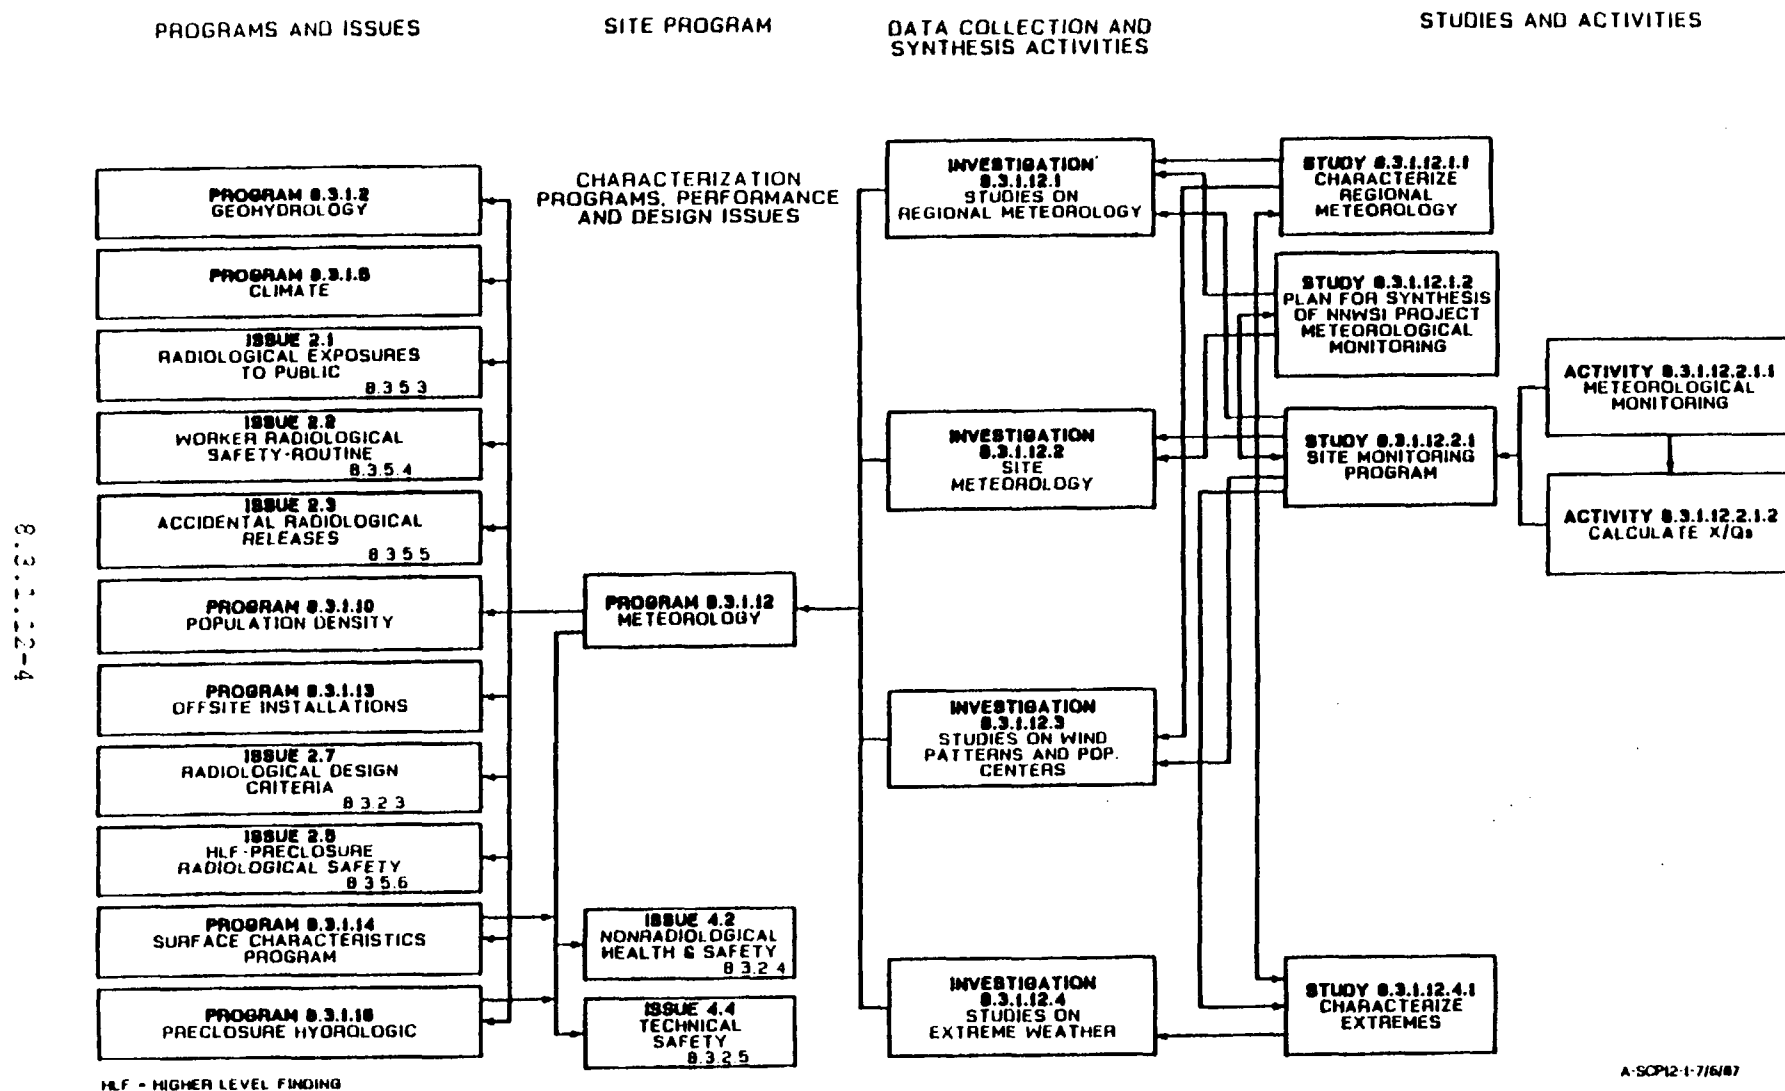 PROGRAMS AND ISSUES
SITE PROGRAM
DATA COLLECTION AND
SYNTHESIS ACTIVITIES
STUDIES AND ACTIVITIES
PROGRAM 8.3.1.2
GEOHYDROLOGY
PROGRAM 8.3.1.5
CLIMATE
ISSUE 2.1
RADIOLOGICAL EXPOSURES
TO PUBLIC
8.3 5 3
ISSUE 2.2
WORKER RADIOLOGICAL
SAFETY-ROUTINE
8.3.5.4
ISSUE 2.3
ACCIDENTAL RADIOLOGICAL
RELEASES
8 3 5 5
PROGRAM 8.3.1.10
POPULATION DENSITY
PROGRAM 8.3.1.13
OFFSITE INSTALLATIONS
ISSUE 2.7
RADIOLOGICAL DESIGN
CRITERIA
8 3.2 3
ISSUE 2.5
HLF-PRECLOSURE
RADIOLOGICAL SAFETY
8 3 5.6
PROGRAM 8.3.1.14
SURFACE CHARACTERISTICS
PROGRAM
PROGRAM 8.3.1.16
PRECLOSURE HYDROLOGIC
HLF - HIGHER LEVEL FINDING
CHARACTERIZATION
PROGRAMS, PERFORMANCE
AND DESIGN ISSUES
PROGRAM 8.3.1.12
METEOROLOGY
ISSUE 4.2
NONRADIOLOGICAL
HEALTH & SAFETY
8 3.2 4
ISSUE 4.4
TECHNICAL
SAFETY
8.3.2.5
INVESTIGATION
8.3.1.12.1
STUDIES ON
REGIONAL METEOROLOGY
INVESTIGATION
8.3.1.12.2
SITE
METEOROLOGY
INVESTIGATION
8.3.1.12.3
STUDIES ON WIND
PATTERNS AND POP.
CENTERS
INVESTIGATION
8.3.1.12.4
STUDIES ON
EXTREME WEATHER
STUDY 8.3.1.12.1.1
CHARACTERIZE
REGIONAL
METEOROLOGY
STUDY 8.3.1.12.1.2
PLAN FOR SYNTHESIS
OF NNWSI PROJECT
METEOROLOGICAL
MONITORING
STUDY 8.3.1.12.2.1
SITE MONITORING
PROGRAM
STUDY 8.3.1.12.4.1
CHARACTERIZE
EXTREMES
ACTIVITY 8.3.1.12.2.1.1
METEOROLOGICAL
MONITORING
ACTIVITY 8.3.1.12.2.1.2
CALCULATE X/Qs
A-SCP12-1-7/6/87
8.3.1.12-4